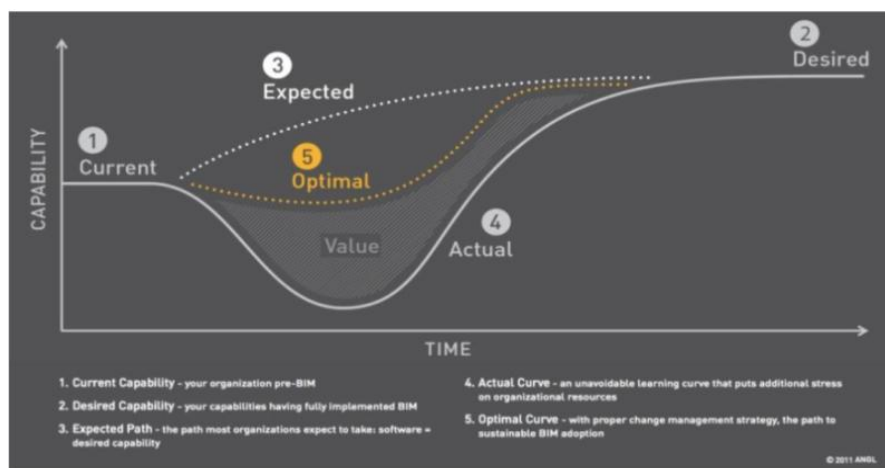 3
Expected
2
Desired
1
Current
5
Optimal
Value
4
Actual
CAPABILITY
TIME
1. Current Capability - your organization pre-BIM
2. Desired Capability - your capabilities having fully implemented BIM
3. Expected Path - the path most organizations expect to take: software =
desired capability
4. Actual Curve - an unavoidable learning curve that puts additional stress
on organizational resources
5. Optimal Curve - with proper change management strategy, the path to
sustainable BIM adoption
© 2011 ANGL